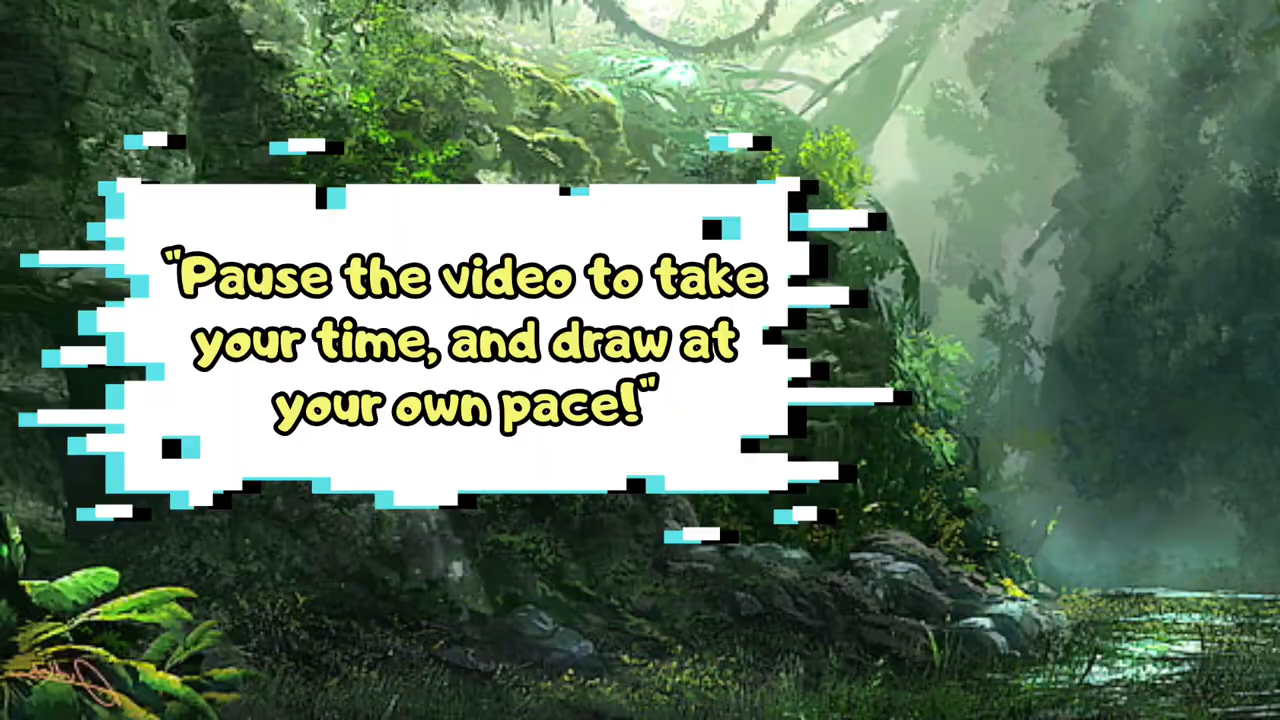 "Pause the video to take
your time, and draw at
your own pace!"